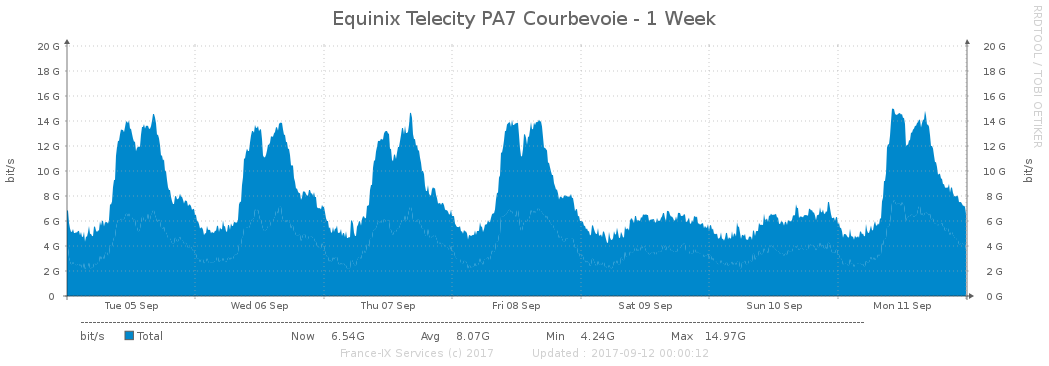 Equinix Telecity PA7 Courbevoie - 1 Week
RRDTOOL / TOBI OETIKER
20 G 20 G
18 G 18 G
16 G 16 G
14 G 14 G
12 G 12 G
10 G 10 G
8 G 8 G
6 G 6 G
4 G 4 G
2 G 2 G
0 0 G
bit/s bit/s
Tue 05 Sep Wed 06 Sep Thu 07 Sep Fri 08 Sep Sat 09 Sep Sun 10 Sep Mon 11 Sep
bit/s Total Now 6.54G Avg 8.07G Min 4.24G Max 14.97G
France-IX Services (c) 2017 Updated : 2017-09-12 00:00:12